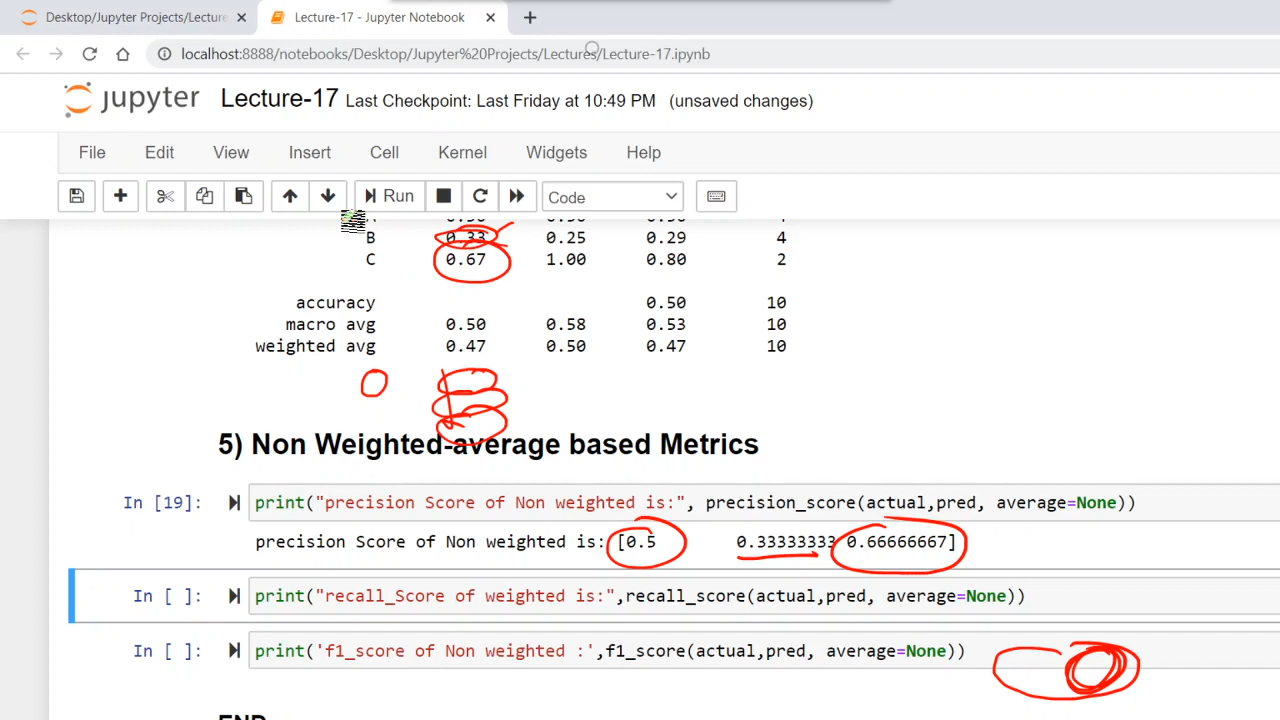 Desktop/Jupyter Projects/Lecture
Lecture-17 - Jupyter Notebook
localhost:8888/notebooks/Desktop/Jupyter%20Projects/Lectures/Lecture-17.ipynb
jupyter Lecture-17 Last Checkpoint: Last Friday at 10:49 PM (unsaved changes)
File Edit View Insert Cell Kernel Widgets Help
Run Code
B 0.33 0.25 0.29 4
C 0.67 1.00 0.80 2
accuracy 0.50 10
macro avg 0.50 0.58 0.53 10
weighted avg 0.47 0.50 0.47 10
5) Non Weighted-average based Metrics
In [19]: print("precision Score of Non weighted is:", precision_score(actual,pred, average=None))
precision Score of Non weighted is: [0.5 0.33333333 0.66666667]
In [ ]: print("recall_Score of weighted is:",recall_score(actual,pred, average=None))
In [ ]: print('f1_score of Non weighted :',f1_score(actual,pred, average=None))
END